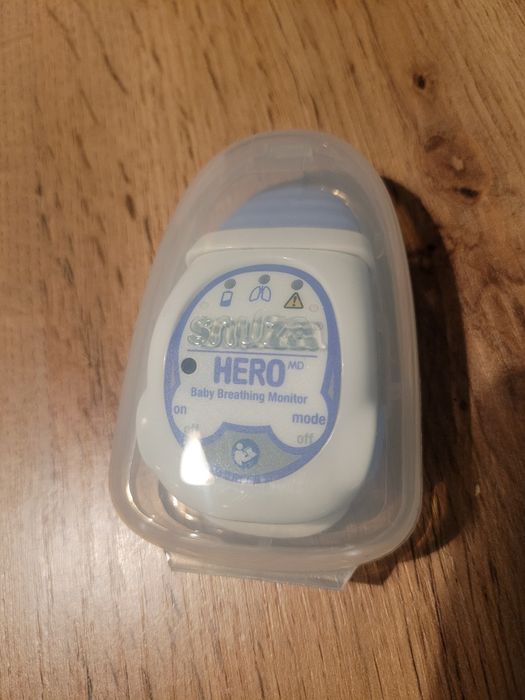 snuza
HERO MD
Baby Breathing Monitor
on mode
off off